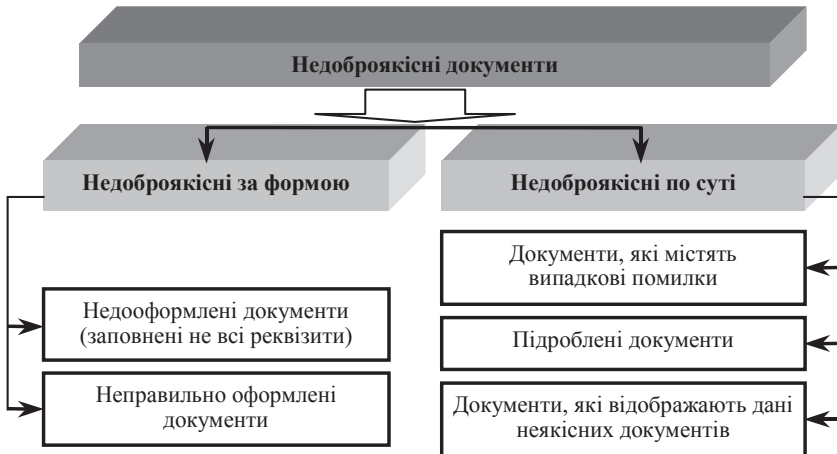 Недоброякісні документи
Недоброякісні за формою
Недоброякісні по суті
Недооформлені документи
(заповнені не всі реквізити)
Неправильно оформлені
документи
Документи, які містять
випадкові помилки
Підроблені документи
Документи, які відображають дані
неякісних документів